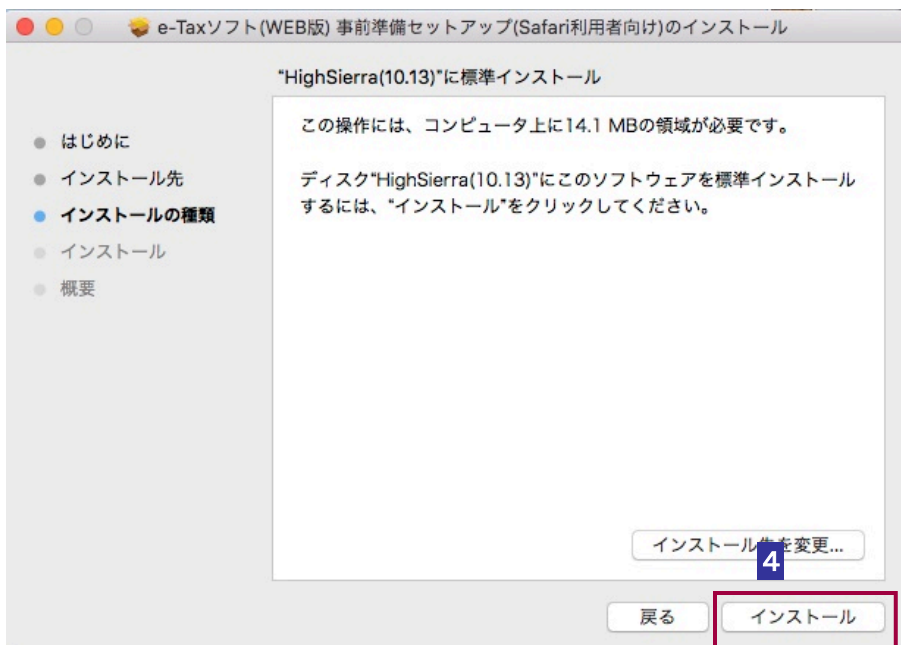 e-Taxソフト(WEB版) 事前準備セットアップ(Safari利用者向け)のインストール
"HighSierra(10.13)"に標準インストール
はじめに
インストール先
インストールの種類
インストール
概要
この操作には、コンピュータ上に14.1 MBの領域が必要です。
ディスク"HighSierra(10.13)"にこのソフトウェアを標準インストール
するには、"インストール"をクリックしてください。
インストール先を変更...
4
戻る
インストール